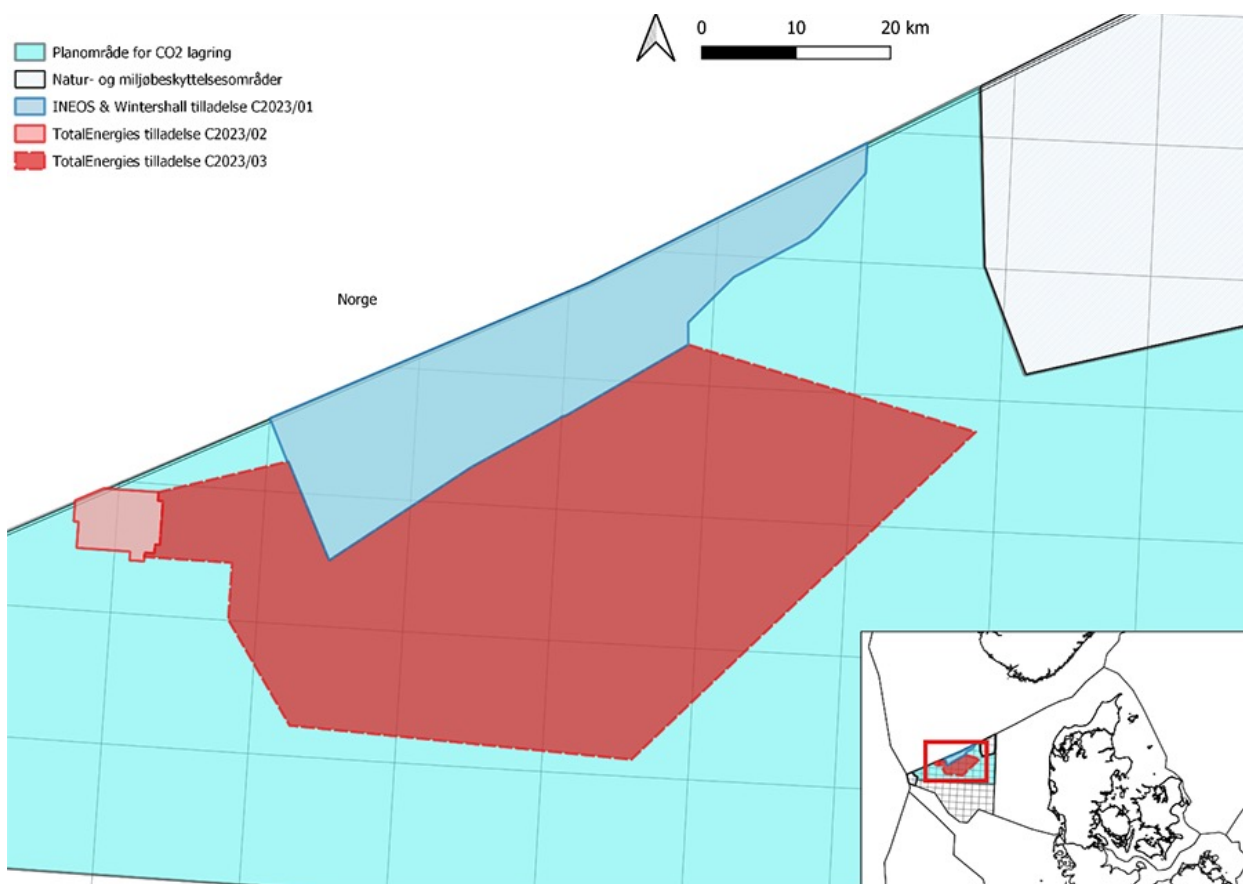 0 10 20 km
Planområde for CO2 lagring
Natur- og miljøbeskyttelsesområder
INEOS & Wintershall tilladelse C2023/01
TotalEnergies tilladelse C2023/02
TotalEnergies tilladelse C2023/03
Norge